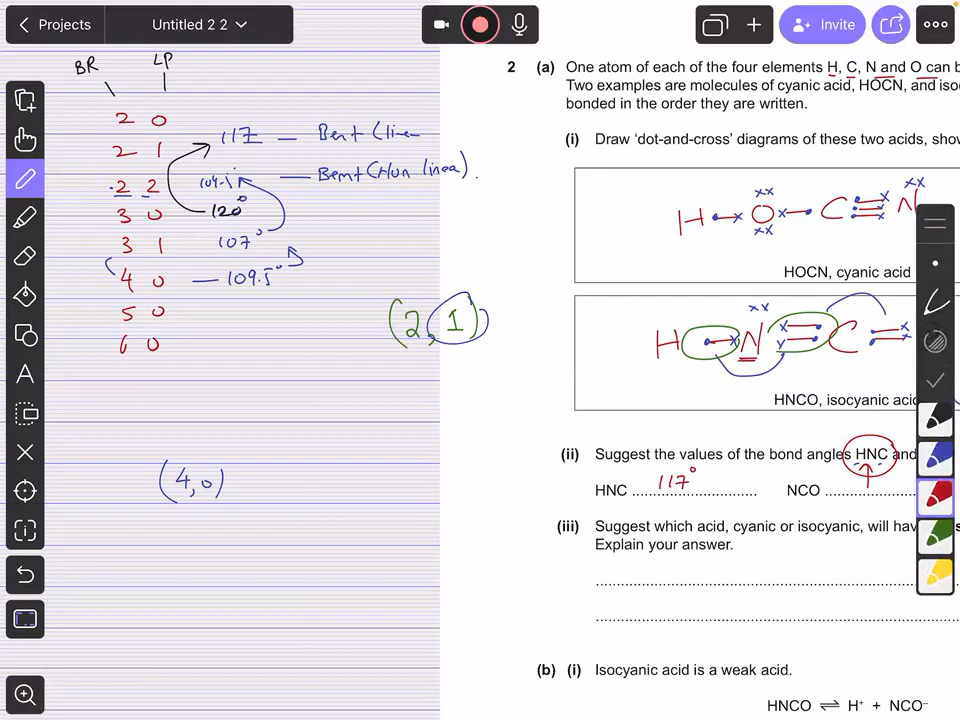 Projects
Untitled 2 2
Invite
BR LP
2 0
2 1
2 2
3 0
3 1
4 0
5 0
6 0
117 — Bent (linea
104.5° — Bent (Non linea).
120°
107°
— 109.5°
(2, 1)
(4, 0)
2 (a) One atom of each of the four elements H, C, N and O can b
Two examples are molecules of cyanic acid, HOCN, and iso
bonded in the order they are written.
(i) Draw ‘dot-and-cross’ diagrams of these two acids, show
H O C N
HOCN, cyanic acid
H N C
HNCO, isocyanic acid
(ii) Suggest the values of the bond angles HNC and
HNC 117° NCO
(iii) Suggest which acid, cyanic or isocyanic, will hav
Explain your answer.
(b) (i) Isocyanic acid is a weak acid.
HNCO ⇌ H⁺ + NCO⁻